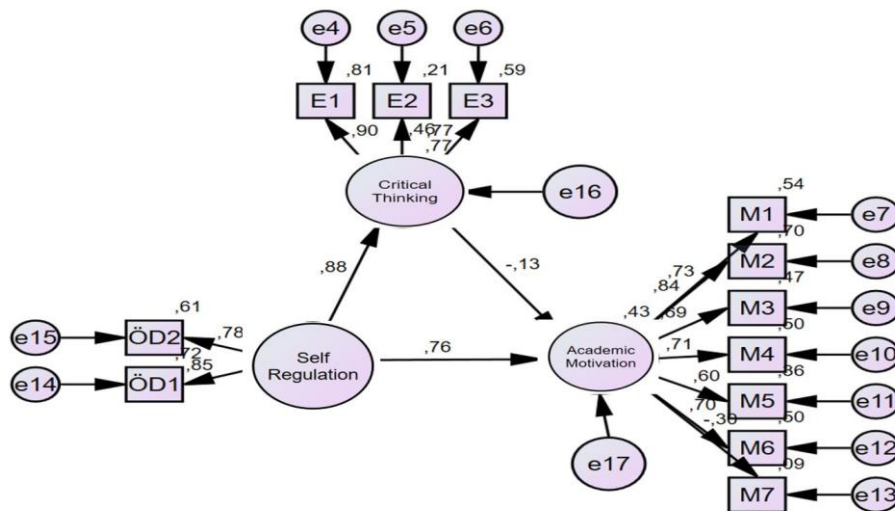 e4 e5 e6
,81 ,21 ,59
E1 E2 E3
,90 ,46 ,77
,77
Critical
Thinking
e16
,88
-,13
,54
M1 e7
,70
M2 e8
,73
,84
,47
M3 e9
,43 ,69
,50
M4 e10
,71
,36
M5 e11
,60
,50
M6 e12
,70
-,30
,09
M7 e13
,61
e15 ÖD2 ,78
,72
e14 ÖD1 ,85
Self
Regulation
,76
Academic
Motivation
e17